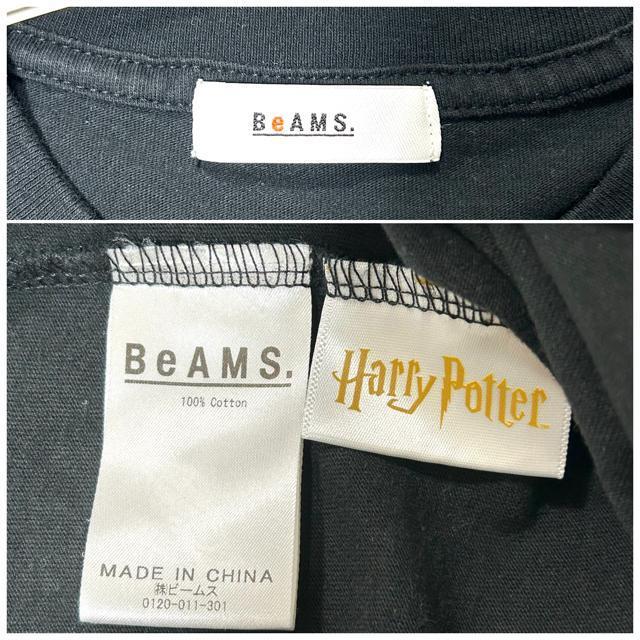 BeAMS.
BeAMS.
100% Cotton
MADE IN CHINA
㈱ビームス
0120-011-301
Harry Potter